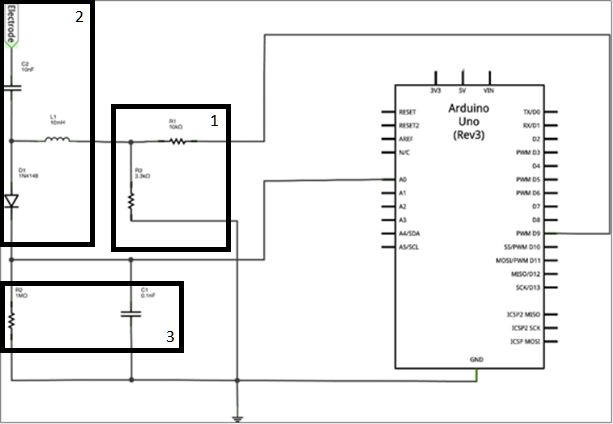 Electrode
2
C2
10nF
L1
10mH
1
R1
10kΩ
R3
3.3kΩ
D1
1N4148
R2
1MΩ
C1
0.1nF
3
3V3
5V
VIN
Arduino
Uno
(Rev3)
RESET
RESET2
AREF
N/C
A0
A1
A2
A3
A4/SDA
A5/SCL
TX/D0
RX/D1
D2
PWM D3
D4
PWM D5
PWM D6
D7
D8
PWM D9
SS/PWM D10
MOSI/PWM D11
MISO/D12
SCK/D13
ICSP2 MISO
ICSP2 SCK
ICSP MOSI
GND